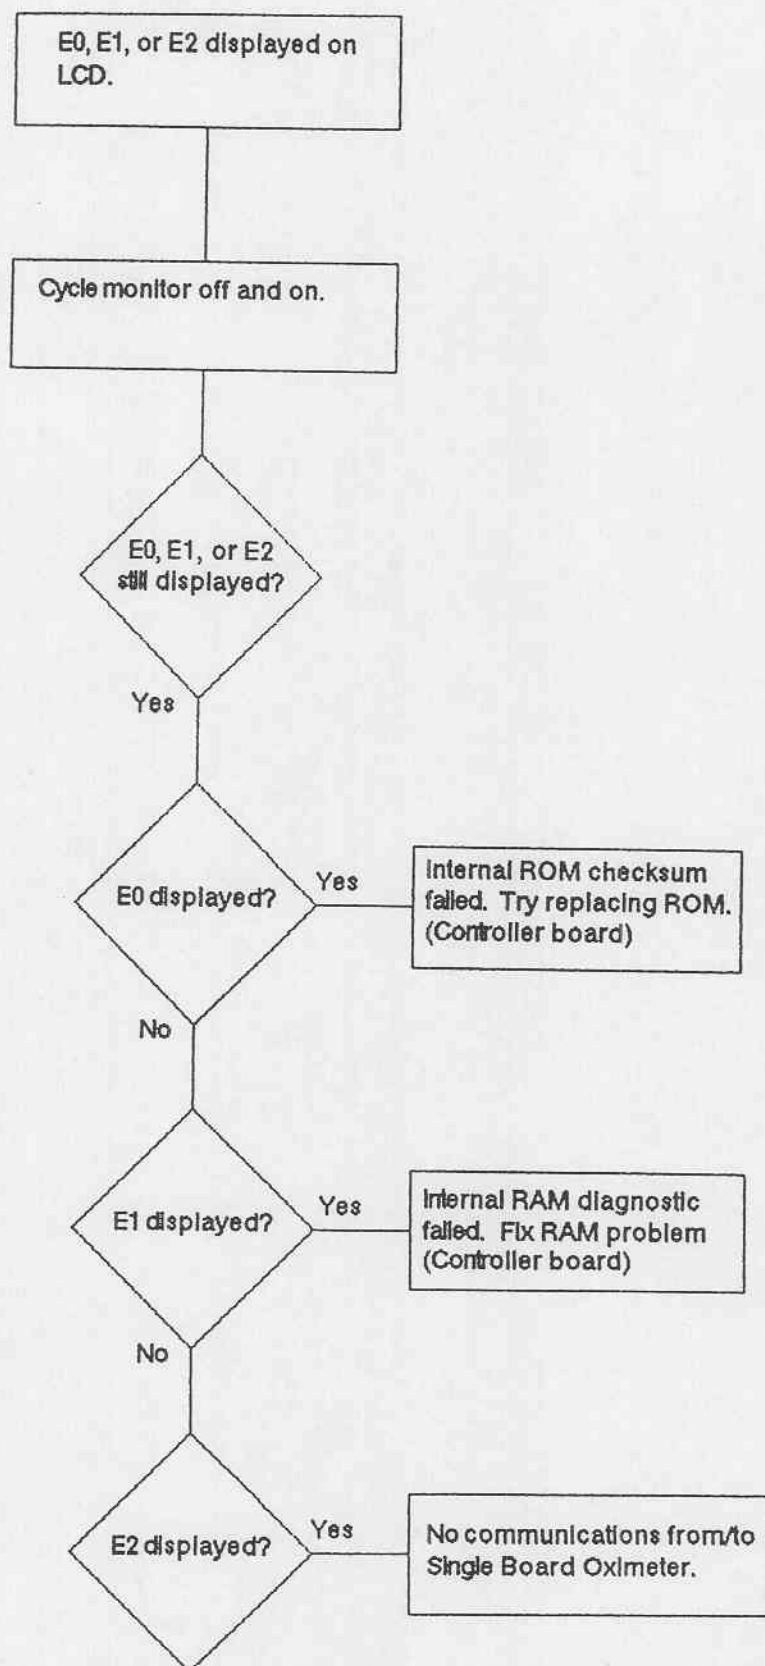 E0, E1, or E2 displayed on
LCD.
Cycle monitor off and on.
E0, E1, or E2
still displayed?
Yes
E0 displayed?
Yes
Internal ROM checksum
failed. Try replacing ROM.
(Controller board)
No
E1 displayed?
Yes
Internal RAM diagnostic
failed. Fix RAM problem
(Controller board)
No
E2 displayed?
Yes
No communications from/to
Single Board Oximeter.